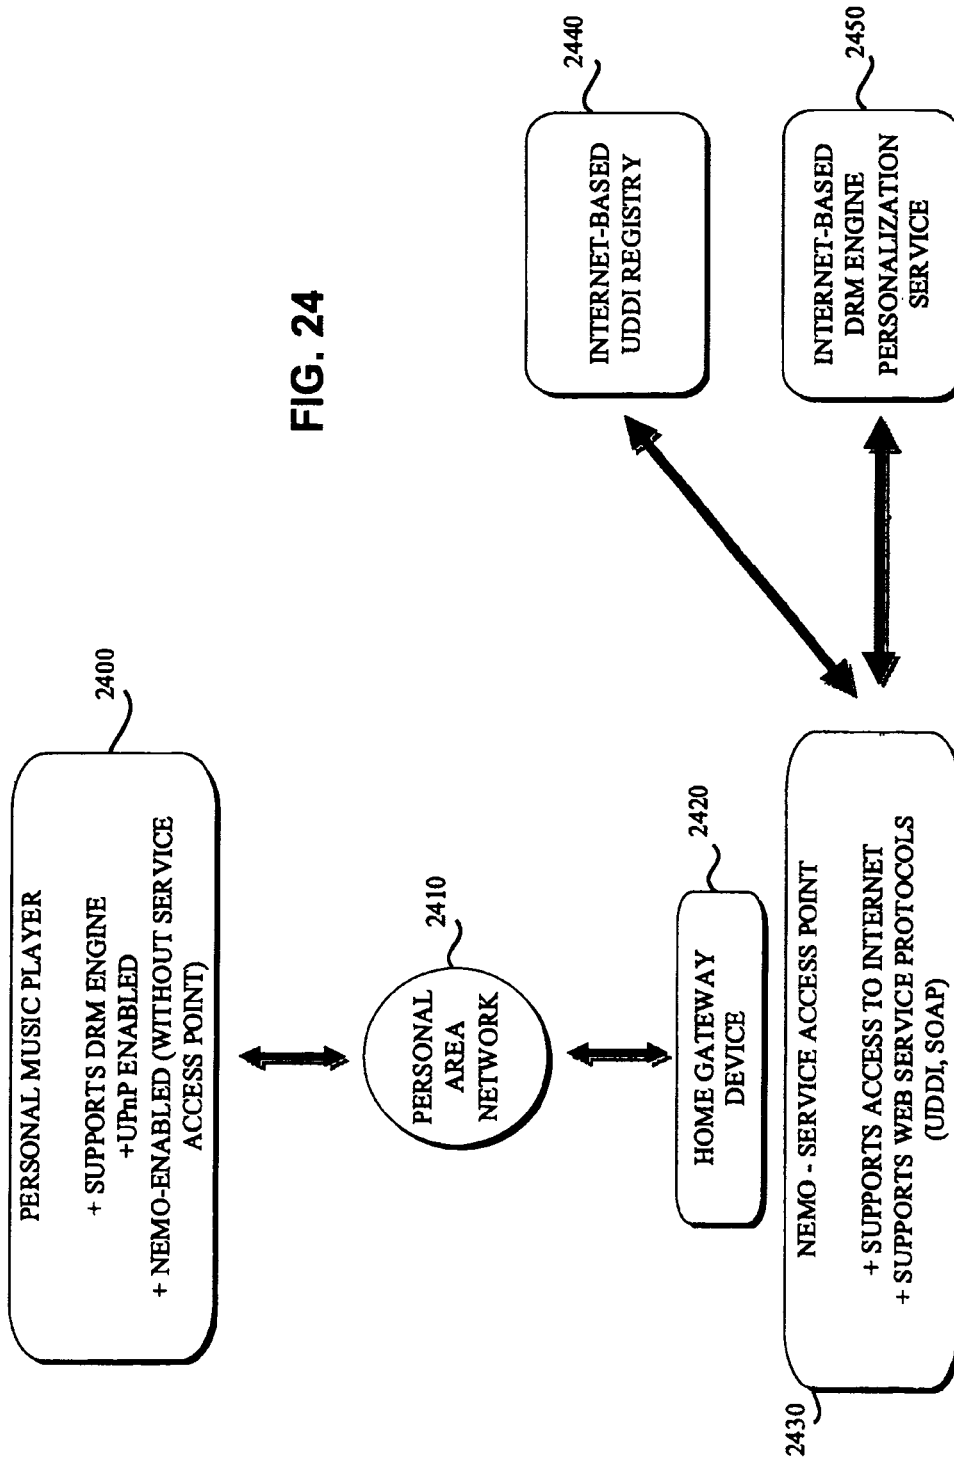 PERSONAL MUSIC PLAYER
+ SUPPORTS DRM ENGINE
+UPnP ENABLED
+ NEMO-ENABLED (WITHOUT SERVICE
ACCESS POINT)
2400
PERSONAL
AREA
NETWORK
2410
HOME GATEWAY
DEVICE
2420
NEMO - SERVICE ACCESS POINT
+ SUPPORTS ACCESS TO INTERNET
+ SUPPORTS WEB SERVICE PROTOCOLS
(UDDI, SOAP)
2430
FIG. 24
INTERNET-BASED
UDDI REGISTRY
2440
INTERNET-BASED
DRM ENGINE
PERSONALIZATION
SERVICE
2450